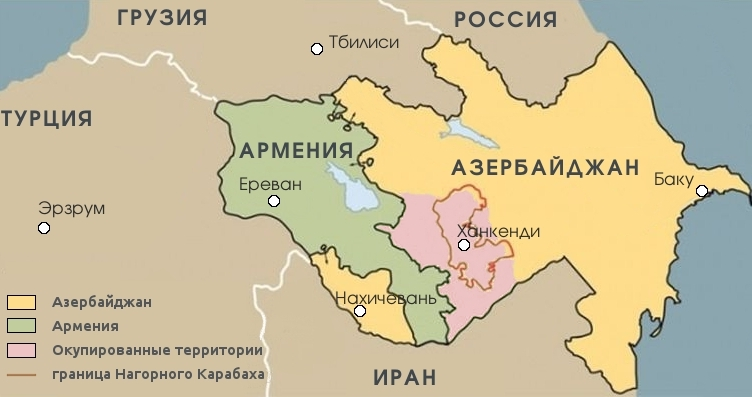 ГРУЗИЯ
РОССИЯ
Тбилиси
ТУРЦИЯ
АРМЕНИЯ
АЗЕРБАЙДЖАН
Ереван
Баку
Эрзрум
Ханкенди
Нахичевань
Азербайджан
Армения
Окупированные территории
граница Нагорного Карабаха
ИРАН